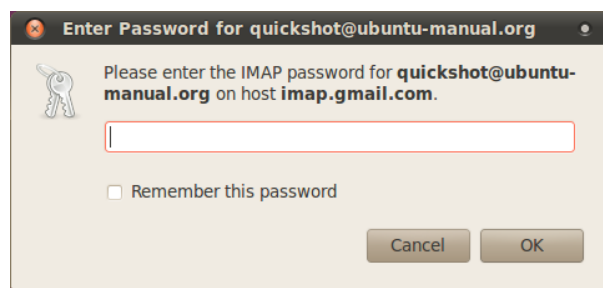 Enter Password for quickshot@ubuntu-manual.org
Please enter the IMAP password for quickshot@ubuntu-
manual.org on host imap.gmail.com.
Remember this password
Cancel OK